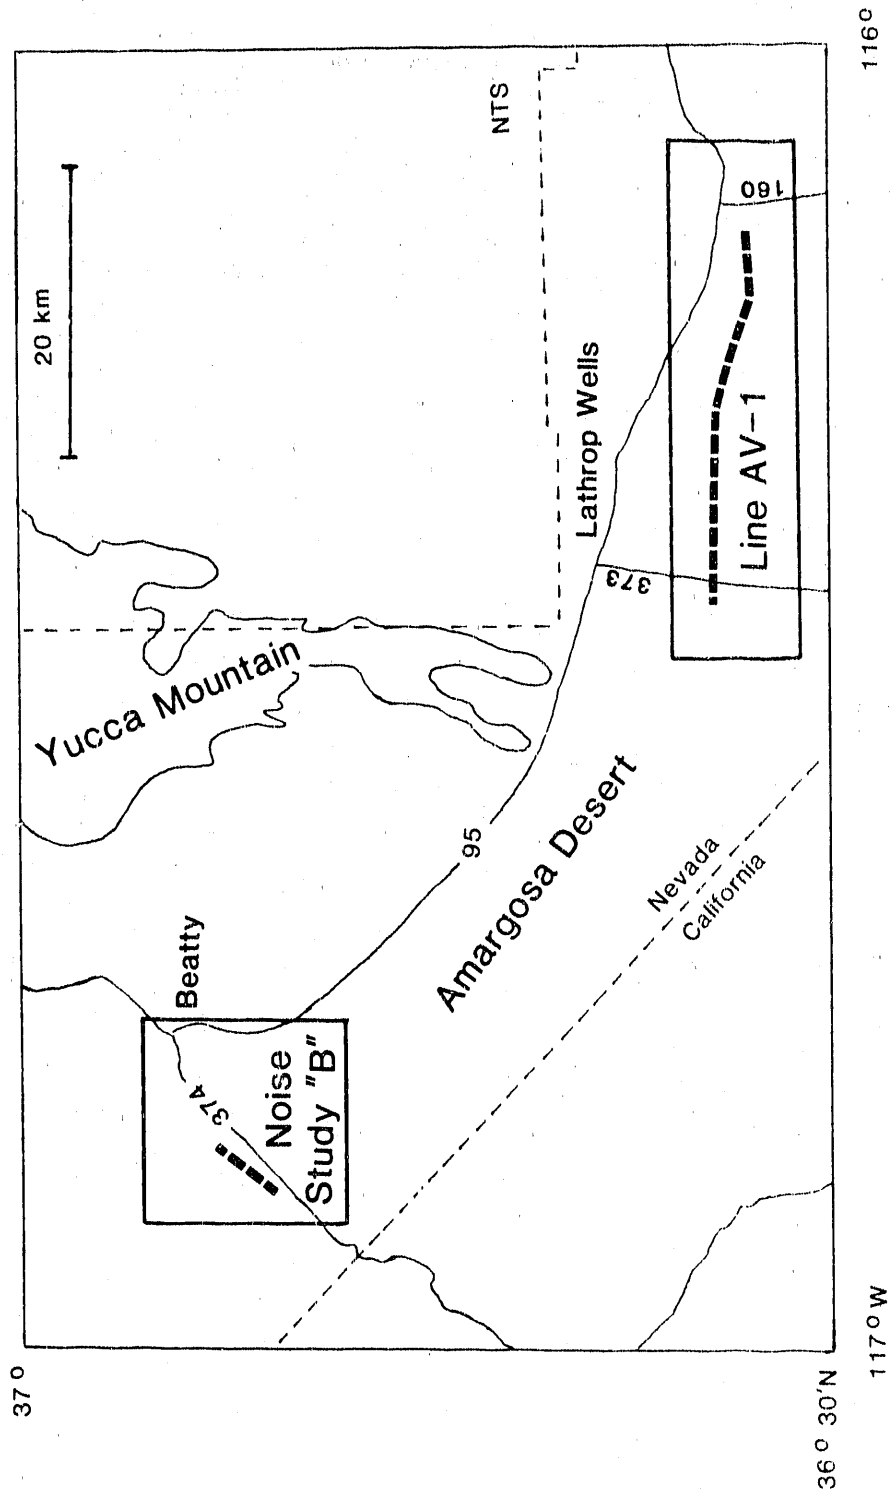 37°
20 km
116°
Yucca Mountain
NTS
Beatty
374
Noise
Study "B"
95
Lathrop Wells
373
160
Amargosa Desert
Line AV-1
Nevada
California
36° 30'N
117° W